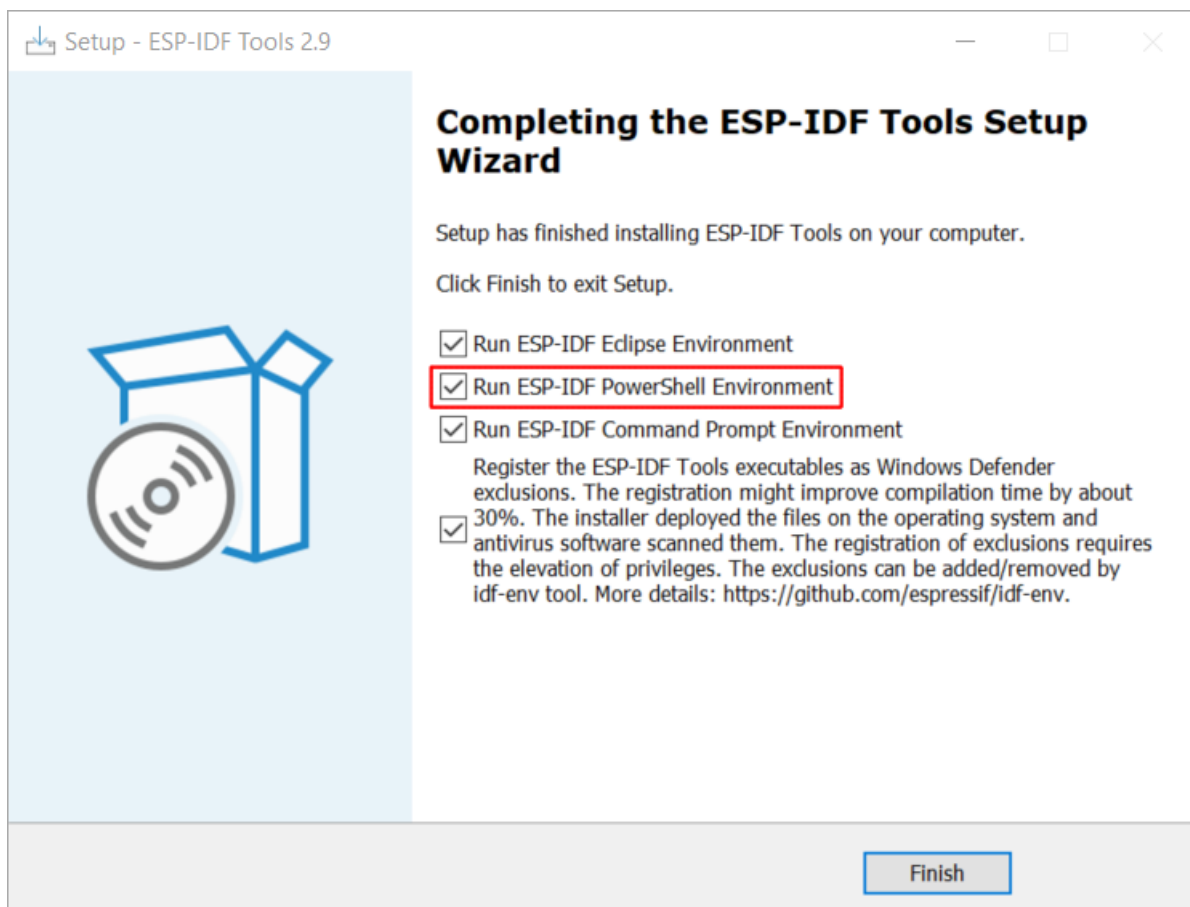 Setup - ESP-IDF Tools 2.9
Completing the ESP-IDF Tools Setup
Wizard
Setup has finished installing ESP-IDF Tools on your computer.
Click Finish to exit Setup.
Run ESP-IDF Eclipse Environment
Run ESP-IDF PowerShell Environment
Run ESP-IDF Command Prompt Environment
Register the ESP-IDF Tools executables as Windows Defender
exclusions. The registration might improve compilation time by about
30%. The installer deployed the files on the operating system and
antivirus software scanned them. The registration of exclusions requires
the elevation of privileges. The exclusions can be added/removed by
idf-env tool. More details: https://github.com/espressif/idf-env.
Finish